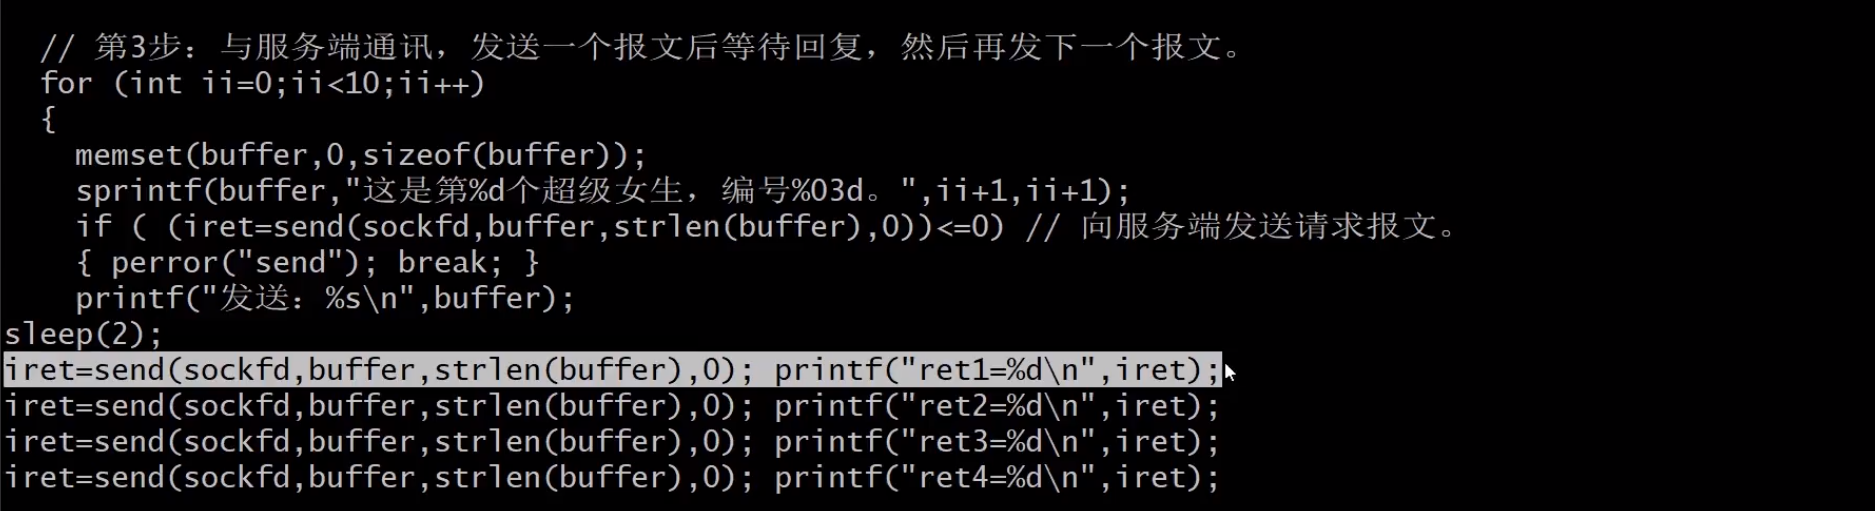 // 第3步：与服务端通讯，发送一个报文后等待回复，然后再发下一个报文。
for (int ii=0;ii<10;ii++)
{
memset(buffer,0,sizeof(buffer));
sprintf(buffer,"这是第%d个超级女生，编号%03d。",ii+1,ii+1);
if ( (iret=send(sockfd,buffer,strlen(buffer),0))<=0) // 向服务端发送请求报文。
{ perror("send"); break; }
printf("发送：%s\n",buffer);
sleep(2);
iret=send(sockfd,buffer,strlen(buffer),0); printf("ret1=%d\n",iret);
iret=send(sockfd,buffer,strlen(buffer),0); printf("ret2=%d\n",iret);
iret=send(sockfd,buffer,strlen(buffer),0); printf("ret3=%d\n",iret);
iret=send(sockfd,buffer,strlen(buffer),0); printf("ret4=%d\n",iret);